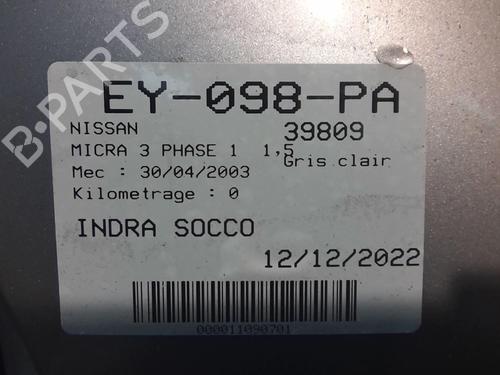 B-PARTS
EY-098-PA
NISSAN 39809
MICRA 3 PHASE 1 1,5
Gris clair
Mec : 30/04/2003
Kilometrage : 0
INDRA SOCCO
12/12/2022
000011090701